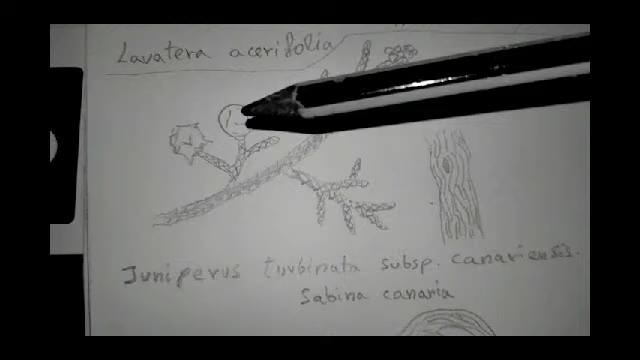 Lavatera acerifolia
Juniperus turbinata subsp. canariensis.
Sabina canaria